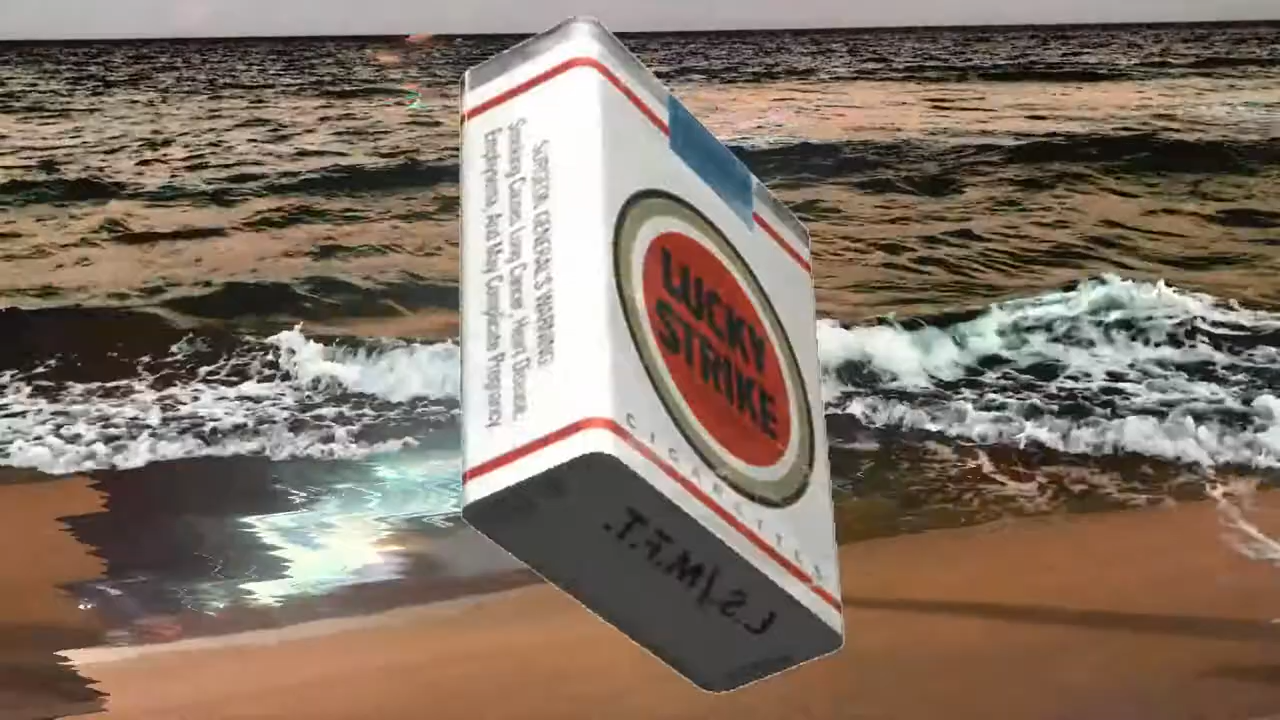 SURGEON GENERAL'S WARNING:
Smoking Causes Lung Cancer, Heart Disease,
Emphysema, And May Complicate Pregnancy
LUCKY
STRIKE
CIGARETTES
L.S./M.F.T.